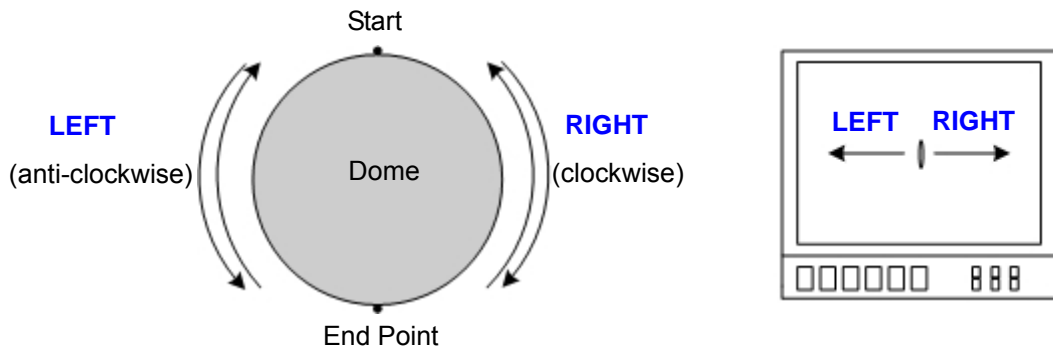 Start
LEFT
(anti-clockwise)
Dome
RIGHT
(clockwise)
End Point
LEFT RIGHT